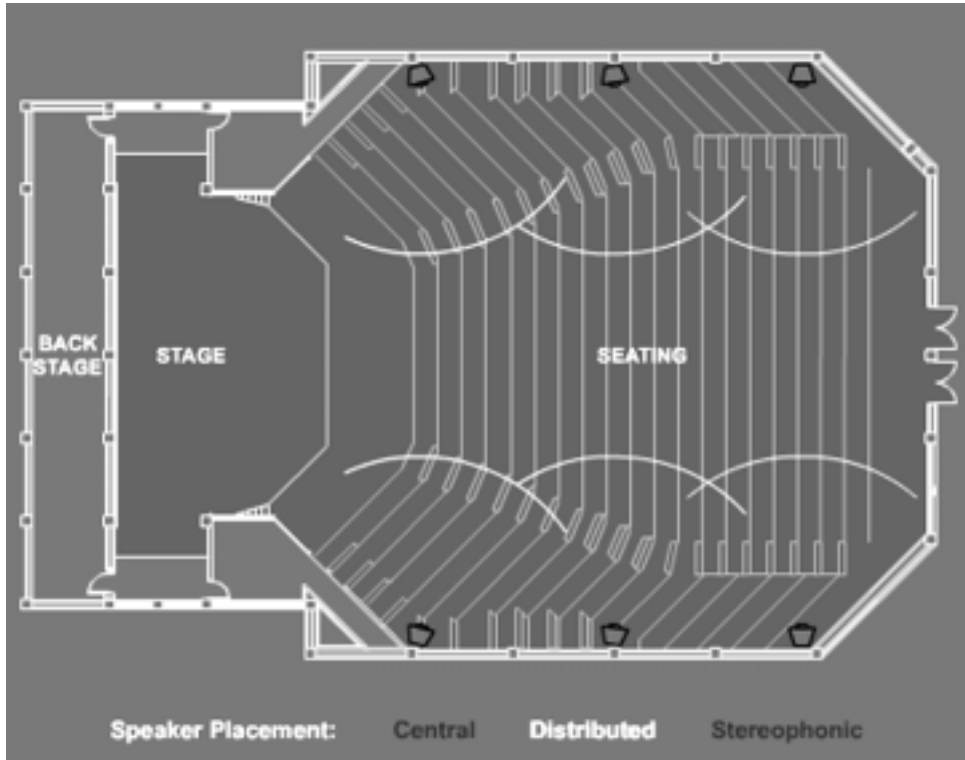 BACK
STAGE
STAGE
SEATING
Speaker Placement: Central Distributed Stereophonic